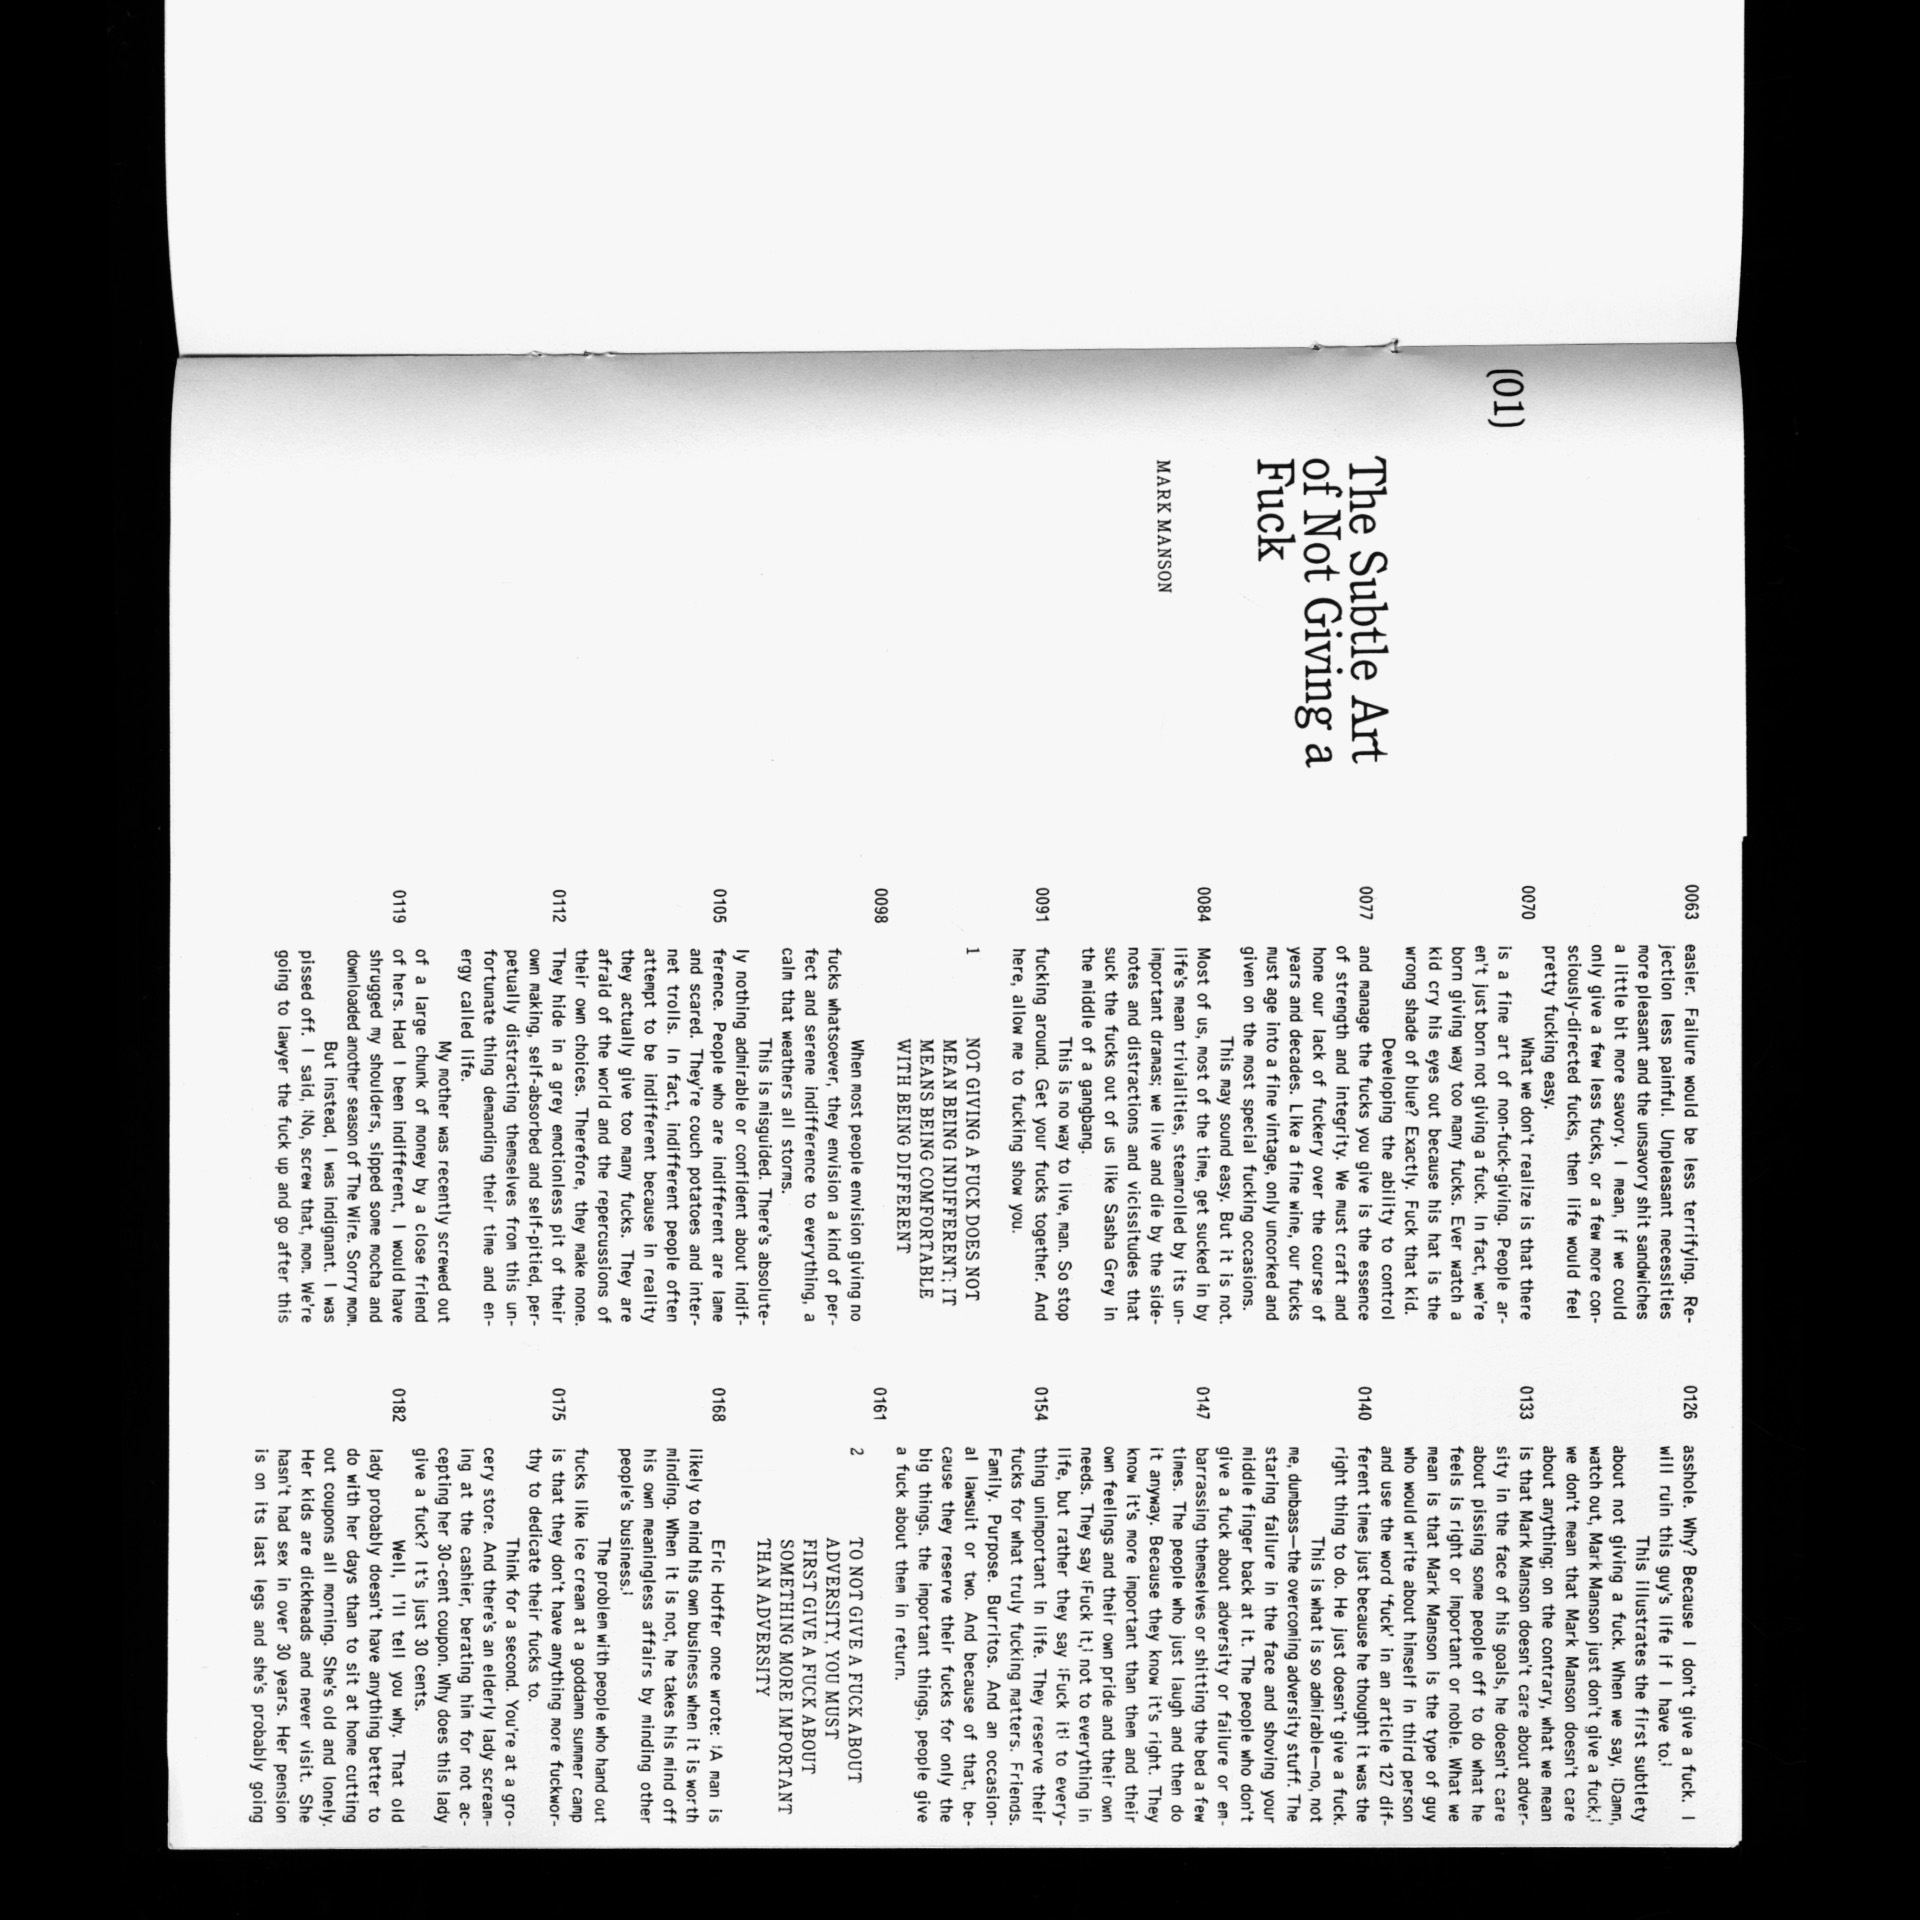 (01)
The Subtle Art
of Not Giving a
Fuck
MARK MANSON
0063 easier. Failure would be less terrifying. Re-
jection less painful. Unpleasant necessities
more pleasant and the unsavory shit sandwiches
a little bit more savory. I mean, if we could
only give a few less fucks, or a few more con-
sciously-directed fucks, then life would feel
pretty fucking easy.
0070 What we don't realize is that there
is a fine art of non-fuck-giving. People ar-
en't just born not giving a fuck. In fact, we're
born giving way too many fucks. Ever watch a
kid cry his eyes out because his hat is the
wrong shade of blue? Exactly. Fuck that kid.
Developing the ability to control
0077 and manage the fucks you give is the essence
of strength and integrity. We must craft and
hone our lack of fuckery over the course of
years and decades. Like a fine wine, our fucks
must age into a fine vintage, only uncorked and
given on the most special fucking occasions.
This may sound easy. But it is not.
0084 Most of us, most of the time, get sucked in by
life's mean trivialities, steamrolled by its un-
important dramas; we live and die by the side-
notes and distractions and vicissitudes that
suck the fucks out of us like Sasha Grey in
the middle of a gangbang.
This is no way to live, man. So stop
0091 fucking around. Get your fucks together. And
here, allow me to fucking show you.
1 NOT GIVING A FUCK DOES NOT
MEAN BEING INDIFFERENT; IT
MEANS BEING COMFORTABLE
WITH BEING DIFFERENT
0098
When most people envision giving no
fucks whatsoever, they envision a kind of per-
fect and serene indifference to everything, a
calm that weathers all storms.
This is misguided. There's absolute-
ly nothing admirable or confident about indif-
0105 ference. People who are indifferent are lame
and scared. They're couch potatoes and inter-
net trolls. In fact, indifferent people often
attempt to be indifferent because in reality
they actually give too many fucks. They are
afraid of the world and the repercussions of
their own choices. Therefore, they make none.
0112 They hide in a grey emotionless pit of their
own making, self-absorbed and self-pitied, per-
petually distracting themselves from this un-
fortunate thing demanding their time and en-
ergy called life.
My mother was recently screwed out
of a large chunk of money by a close friend
0119 of hers. Had I been indifferent, I would have
shrugged my shoulders, sipped some mocha and
downloaded another season of The Wire. Sorry mom.
But instead, I was indignant. I was
pissed off. I said, ¦No, screw that, mom. We're
going to lawyer the fuck up and go after this
0126 asshole. Why? Because I don't give a fuck. I
will ruin this guy's life if I have to.¦
This illustrates the first subtlety
about not giving a fuck. When we say, ¦Damn,
watch out, Mark Manson just don't give a fuck,¦
we don't mean that Mark Manson doesn't care
about anything; on the contrary, what we mean
0133 is that Mark Manson doesn't care about adver-
sity in the face of his goals, he doesn't care
about pissing some people off to do what he
feels is right or important or noble. What we
mean is that Mark Manson is the type of guy
who would write about himself in third person
and use the word 'fuck' in an article 127 dif-
0140 ferent times just because he thought it was the
right thing to do. He just doesn't give a fuck.
This is what is so admirable—no, not
me, dumbass—the overcoming adversity stuff. The
staring failure in the face and shoving your
middle finger back at it. The people who don't
give a fuck about adversity or failure or em-
0147 barrassing themselves or shitting the bed a few
times. The people who just laugh and then do
it anyway. Because they know it's right. They
know it's more important than them and their
own feelings and their own pride and their own
needs. They say ¦Fuck it,¦ not to everything in
life, but rather they say ¦Fuck it¦ to every-
0154 thing unimportant in life. They reserve their
fucks for what truly fucking matters. Friends.
Family. Purpose. Burritos. And an occasion-
al lawsuit or two. And because of that, be-
cause they reserve their fucks for only the
big things, the important things, people give
a fuck about them in return.
0161
2 TO NOT GIVE A FUCK ABOUT
ADVERSITY, YOU MUST
FIRST GIVE A FUCK ABOUT
SOMETHING MORE IMPORTANT
THAN ADVERSITY
0168 Eric Hoffer once wrote: ¦A man is
likely to mind his own business when it is worth
minding. When it is not, he takes his mind off
his own meaningless affairs by minding other
people's business.¦
The problem with people who hand out
fucks like ice cream at a goddamn summer camp
0175 is that they don't have anything more fuckwor-
thy to dedicate their fucks to.
Think for a second. You're at a gro-
cery store. And there's an elderly lady scream-
ing at the cashier, berating him for not ac-
cepting her 30-cent coupon. Why does this lady
give a fuck? It's just 30 cents.
0182 Well, I'll tell you why. That old
lady probably doesn't have anything better to
do with her days than to sit at home cutting
out coupons all morning. She's old and lonely.
Her kids are dickheads and never visit. She
hasn't had sex in over 30 years. Her pension
is on its last legs and she's probably going